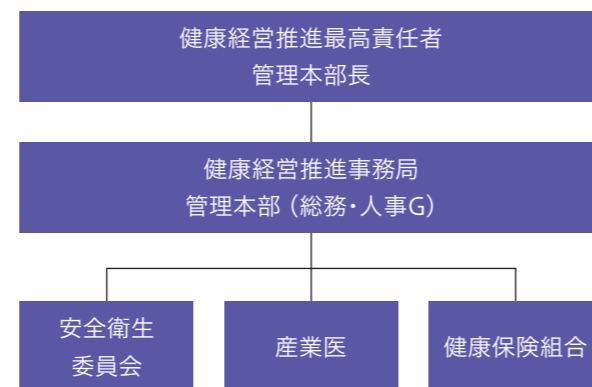 健康経営推進最高責任者
管理本部長
健康経営推進事務局
管理本部（総務・人事G）
安全衛生
委員会
産業医
健康保険組合